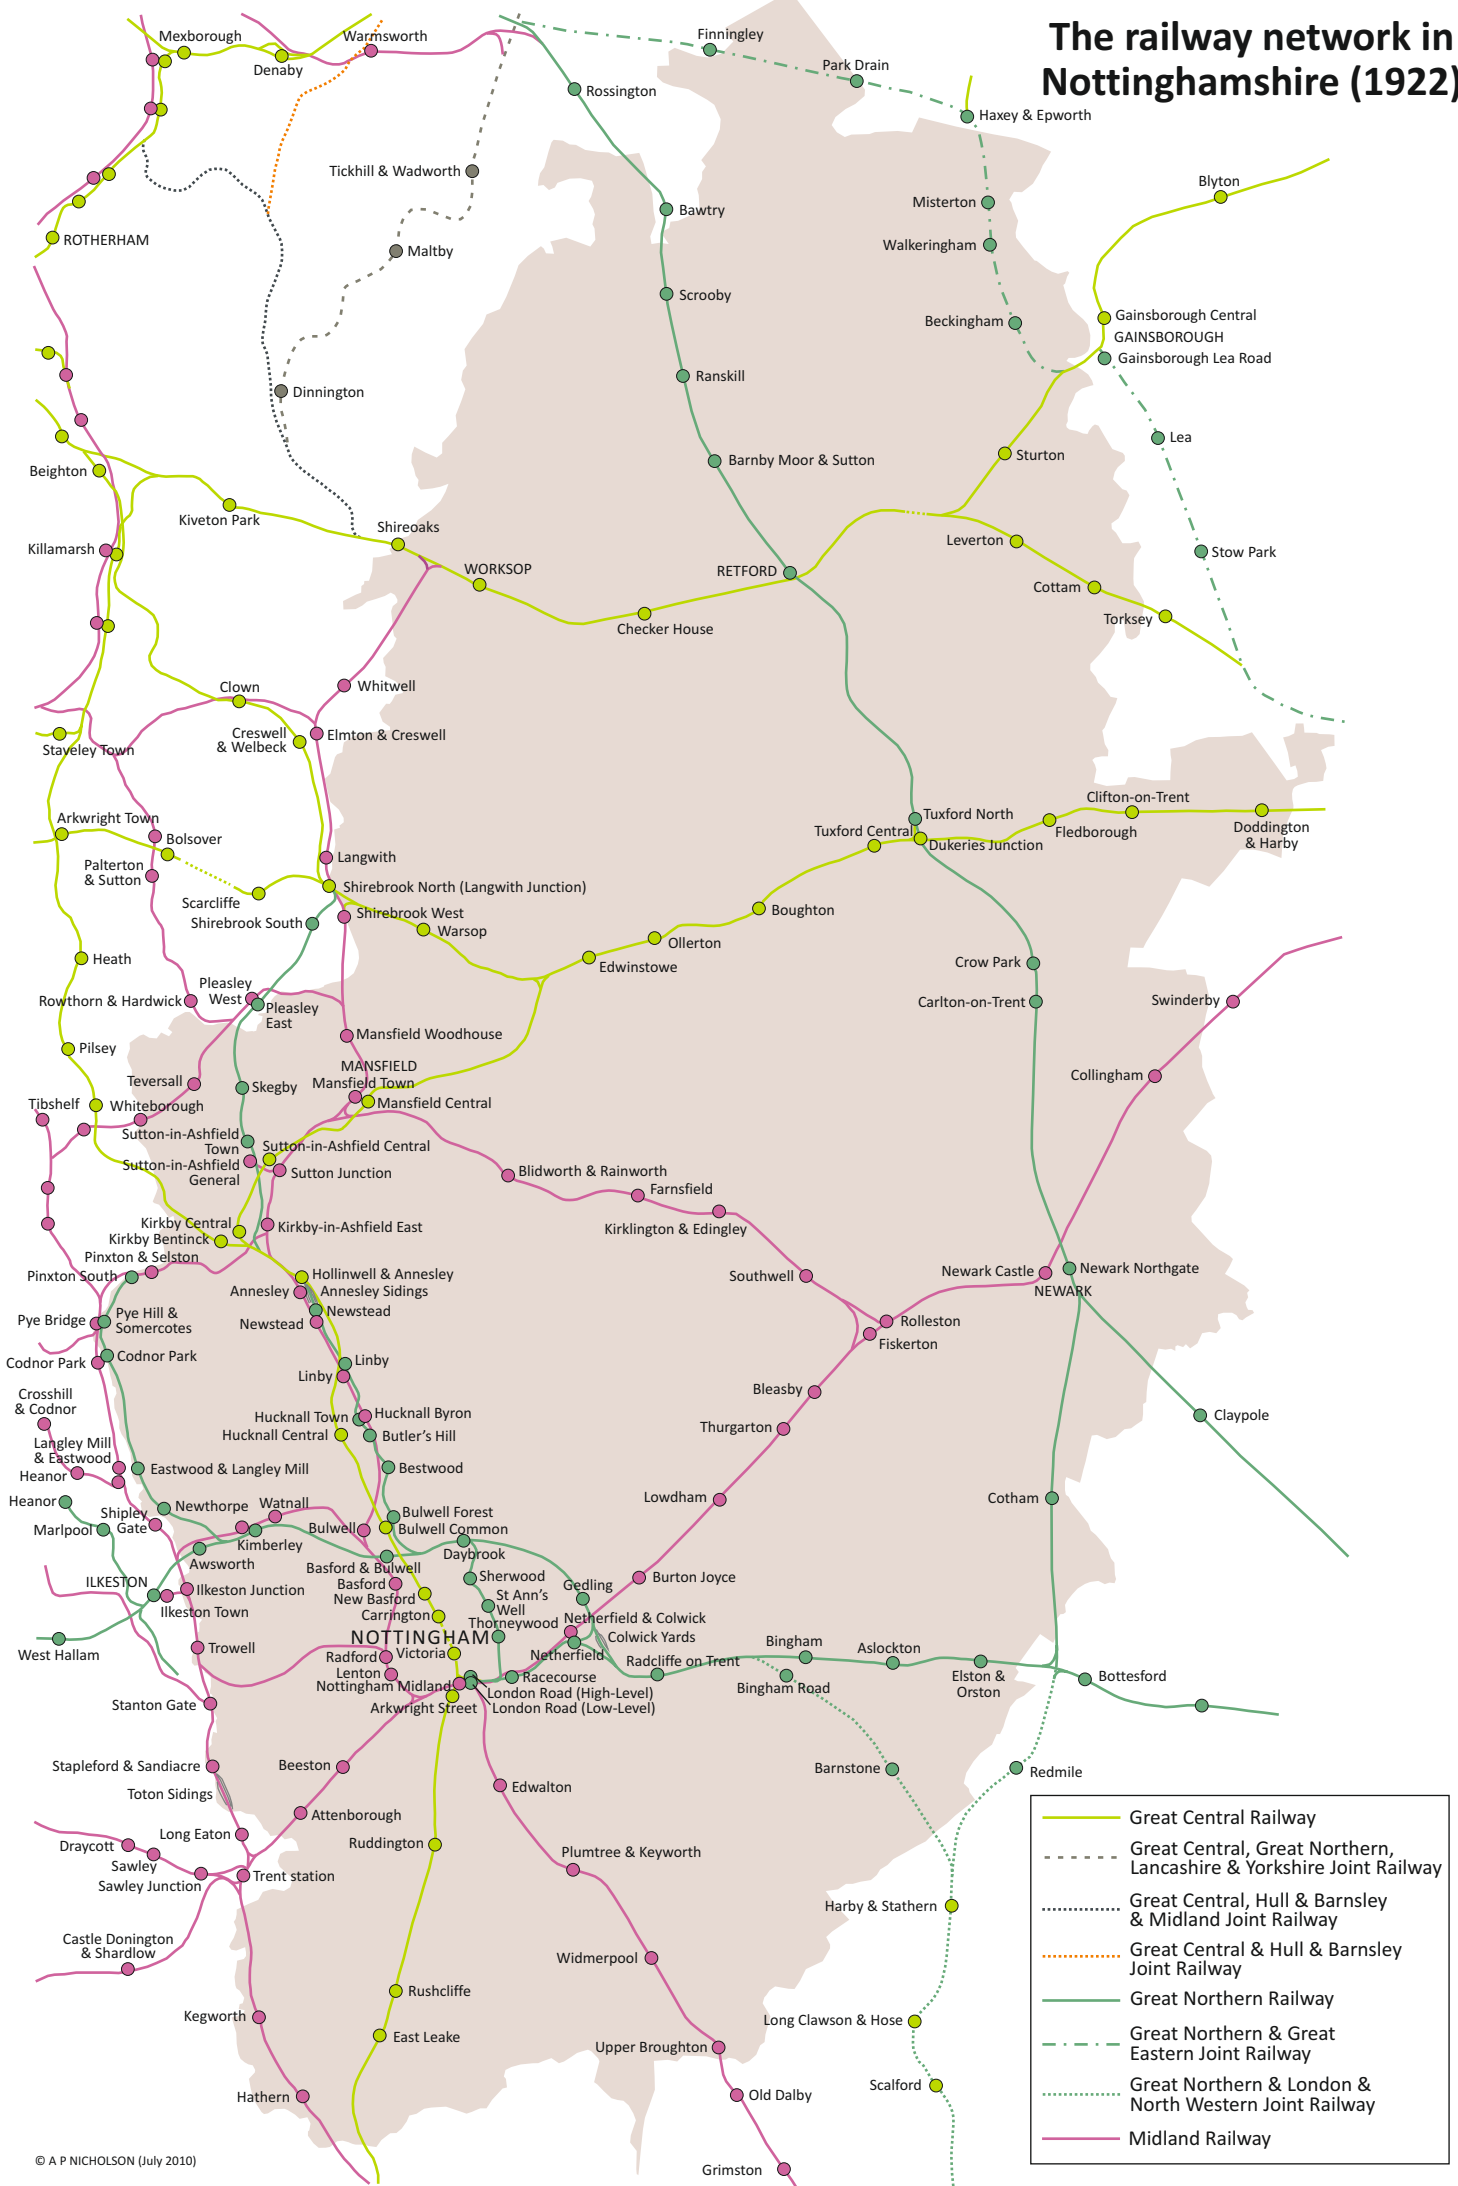 The railway network in
Nottinghamshire (1922)
Mexborough
Denaby
Warmsworth
Rossington
Finningley
Park Drain
Haxey & Epworth
Tickhill & Wadworth
Blyton
Misterton
Bawtry
ROTHERHAM
Maltby
Walkeringham
Scrooby
Beckingham
Gainsborough Central
GAINSBOROUGH
Gainsborough Lea Road
Ranskill
Dinnington
Lea
Sturton
Barnby Moor & Sutton
Beighton
Kiveton Park
Shireoaks
Leverton
Killamarsh
Stow Park
WORKSOP
RETFORD
Cottam
Checker House
Torksey
Whitwell
Clown
Creswell
& Welbeck
Elmton & Creswell
Staveley Town
Clifton-on-Trent
Arkwright Town
Tuxford North
Tuxford Central
Fledborough
Doddington
& Harby
Bolsover
Dukeries Junction
Palterton
& Sutton
Langwith
Shirebrook North (Langwith Junction)
Scarcliffe
Boughton
Shirebrook West
Shirebrook South
Warsop
Ollerton
Heath
Edwinstowe
Crow Park
Pleasley
West
Rowthorn & Hardwick
Pleasley
East
Carlton-on-Trent
Swinderby
Mansfield Woodhouse
Pilsey
MANSFIELD
Mansfield Town
Teversall
Skegby
Collingham
Tibshelf
Whiteborough
Mansfield Central
Sutton-in-Ashfield
Town
Sutton-in-Ashfield Central
Sutton-in-Ashfield
General
Sutton Junction
Blidworth & Rainworth
Farnsfield
Kirkby Central
Kirkby-in-Ashfield East
Kirklington & Edingley
Kirkby Bentinck
Pinxton & Selston
Pinxton South
Hollinwell & Annesley
Annesley
Annesley Sidings
Southwell
Newark Castle
Newark Northgate
NEWARK
Newstead
Newstead
Pye Bridge
Pye Hill &
Somercotes
Rolleston
Fiskerton
Codnor Park
Codnor Park
Linby
Linby
Bleasby
Crosshill
& Codnor
Hucknall Town
Hucknall Byron
Hucknall Central
Butler's Hill
Thurgarton
Claypole
Langley Mill
& Eastwood
Heanor
Eastwood & Langley Mill
Bestwood
Heanor
Newthorpe
Watnall
Lowdham
Cotham
Marlpool
Shipley
Gate
Bulwell Forest
Bulwell
Bulwell Common
Kimberley
Awsworth
Daybrook
Basford & Bulwell
Basford
Sherwood
ILKESTON
Ilkeston Junction
Ilkeston Town
New Basford
Carrington
St Ann's
Well
Gedling
Burton Joyce
Thorneywood
Netherfield & Colwick
Colwick Yards
West Hallam
Trowell
NOTTINGHAM
Radford
Victoria
Netherfield
Bingham
Aslockton
Lenton
Nottingham Midland
Racecourse
Radcliffe on Trent
Bingham Road
Elston &
Orston
Bottesford
Stanton Gate
Arkwright Street
London Road (High-Level)
London Road (Low-Level)
Stapleford & Sandiacre
Beeston
Barnstone
Redmile
Toton Sidings
Edwalton
Attenborough
Long Eaton
Ruddington
Draycott
Sawley
Sawley Junction
Trent station
Plumtree & Keyworth
Harby & Stathern
Castle Donington
& Shardlow
Widmerpool
Rushcliffe
Kegworth
East Leake
Long Clawson & Hose
Upper Broughton
Hathern
Old Dalby
Scalford
Grimston
Great Central Railway
Great Central, Great Northern,
Lancashire & Yorkshire Joint Railway
Great Central, Hull & Barnsley
& Midland Joint Railway
Great Central & Hull & Barnsley
Joint Railway
Great Northern Railway
Great Northern & Great
Eastern Joint Railway
Great Northern & London &
North Western Joint Railway
Midland Railway
© A P NICHOLSON (July 2010)